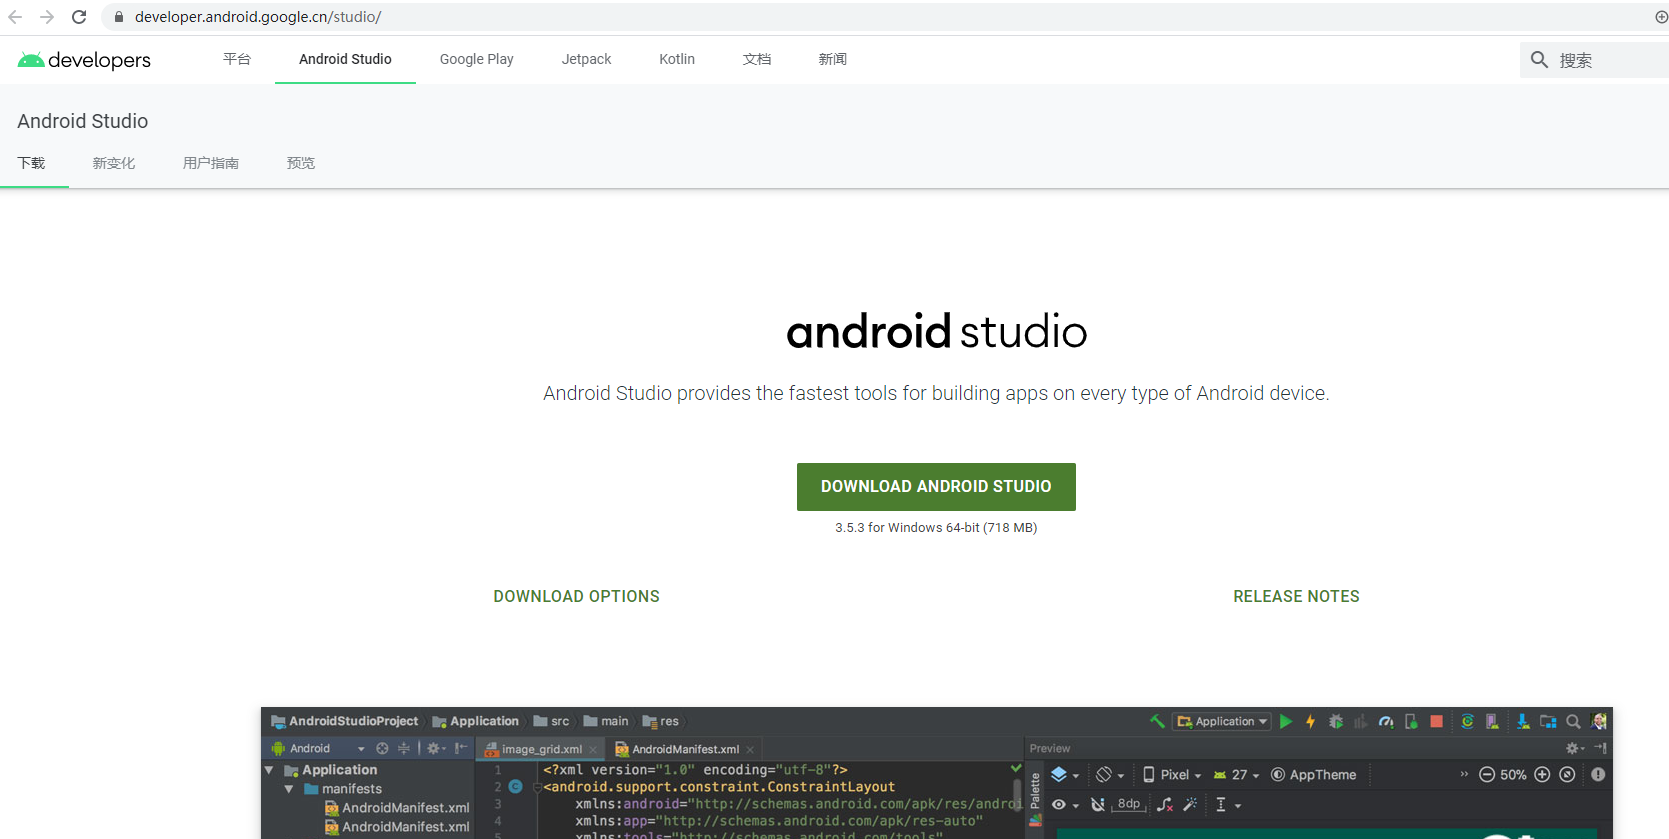 developer.android.google.cn/studio/
developers 平台 Android Studio Google Play Jetpack Kotlin 文档 新闻 搜索
Android Studio
下载 新变化 用户指南 预览
android studio
Android Studio provides the fastest tools for building apps on every type of Android device.
DOWNLOAD ANDROID STUDIO
3.5.3 for Windows 64-bit (718 MB)
DOWNLOAD OPTIONS RELEASE NOTES
AndroidStudioProject Application src main res Application
Android image_grid.xml AndroidManifest.xml Preview
Application 1 <?xml version="1.0" encoding="utf-8"?> Pixel 27 AppTheme 50%
manifests 2 <android.support.constraint.ConstraintLayout
AndroidManifest.xml 3 xmlns:android="http://schemas.android.com/apk/res/androi Palette 8dp
AndroidManifest.xml 4 xmlns:app="http://schemas.android.com/apk/res-auto"
5 xmlns:tools="http://schemas.android.com/tools"